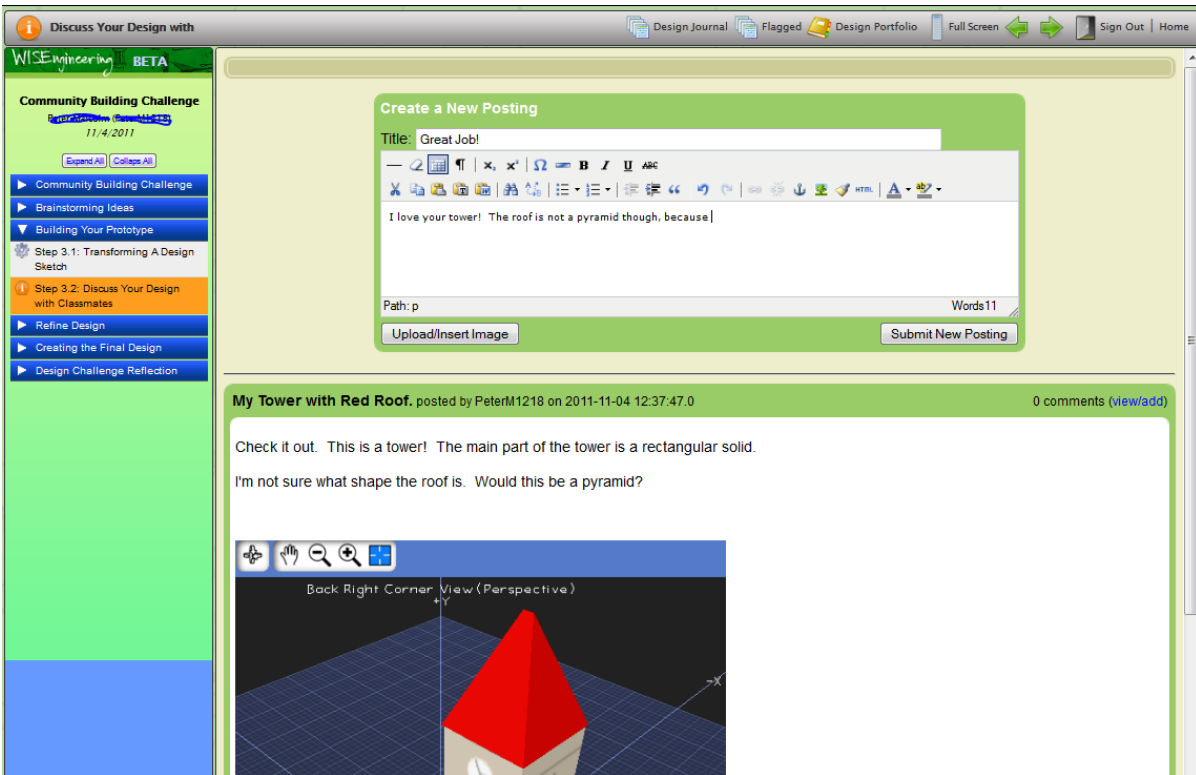 Discuss Your Design with
Design Journal Flagged Design Portfolio Full Screen Sign Out | Home
WISEngineering BETA
Community Building Challenge
11/4/2011
Expand All Collaps All
Community Building Challenge
Brainstorming Ideas
Building Your Prototype
Step 3.1: Transforming A Design
Sketch
Step 3.2: Discuss Your Design
with Classmates
Refine Design
Creating the Final Design
Design Challenge Reflection
Create a New Posting
Title: Great Job!
B I U ABC
HTML A ab
I love your tower! The roof is not a pyramid though, because
Path: p Words11
Upload/Insert Image Submit New Posting
My Tower with Red Roof. posted by PeterM1218 on 2011-11-04 12:37:47.0 0 comments (view/add)
Check it out. This is a tower! The main part of the tower is a rectangular solid.
I'm not sure what shape the roof is. Would this be a pyramid?
Back Right Corner View (Perspective)
+Y
-X